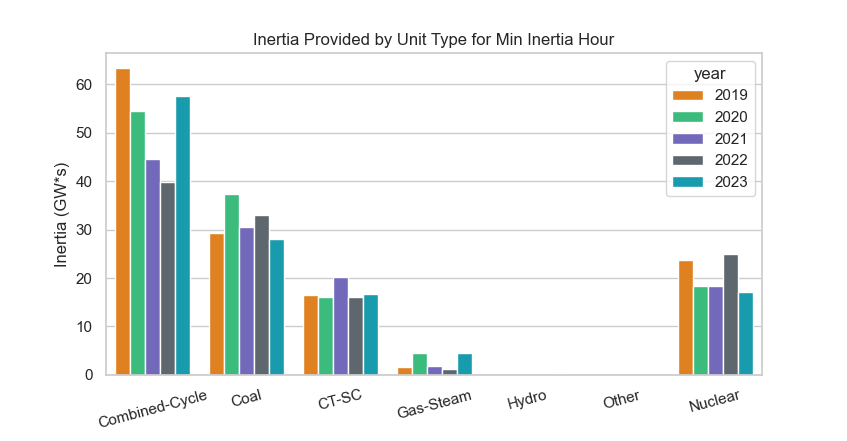 Inertia Provided by Unit Type for Min Inertia Hour
Inertia (GW*s)
60
50
40
30
20
10
0
year
2019
2020
2021
2022
2023
Combined-Cycle
Coal
CT-SC
Gas-Steam
Hydro
Other
Nuclear